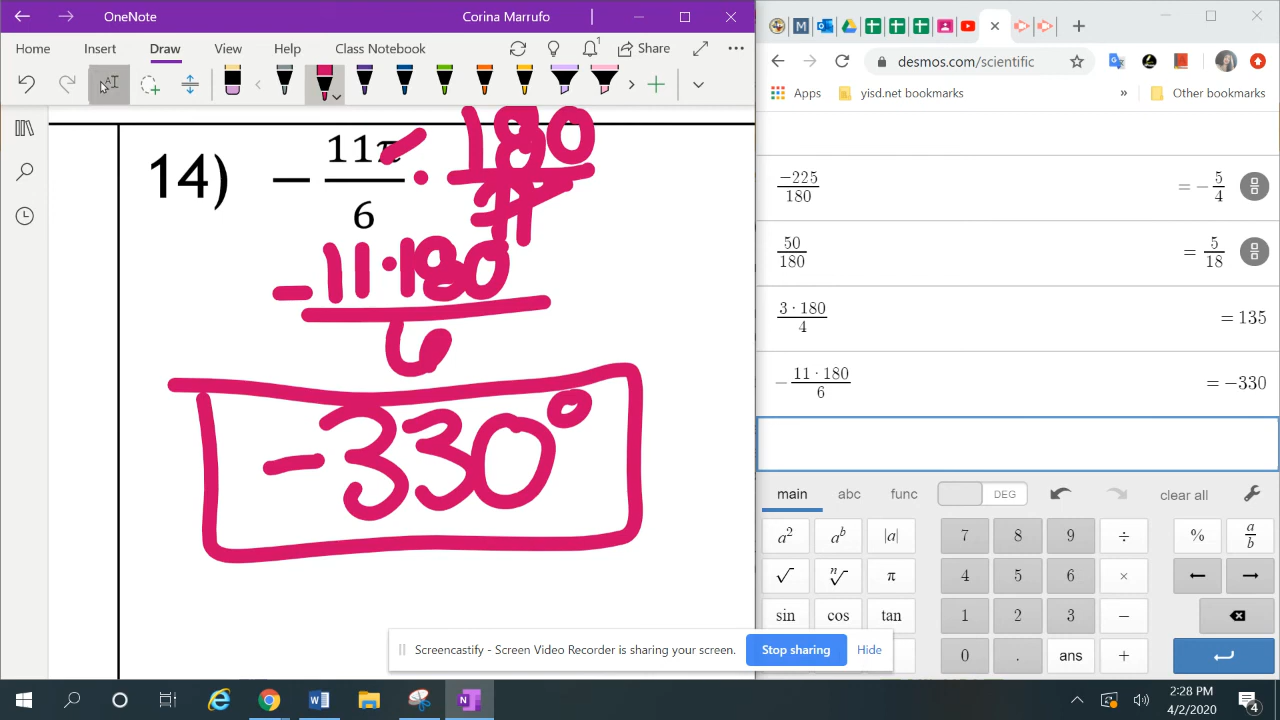 OneNote
Corina Marrufo
Home Insert Draw View Help Class Notebook
1 Share
14) − 11π/6 · 180/π
− 11·180
6
−330°
desmos.com/scientific
Apps yisd.net bookmarks » Other bookmarks
−225/180 = −5/4
50/180 = 5/18
3 · 180/4 = 135
− 11 · 180/6 = −330
main abc func DEG clear all
a² aᵇ |a| 7 8 9 ÷ % a/b
√ ⁿ√ π 4 5 6 × ← →
sin cos tan 1 2 3 −
0 . ans +
Screencastify - Screen Video Recorder is sharing your screen. Stop sharing Hide
2:28 PM
4/2/2020
4